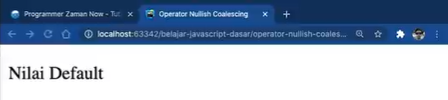 Programmer Zaman Now - Tut
Operator Nullish Coalescing
localhost:63342/belajar-javascript-dasar/operator-nullish-coales...
Nilai Default